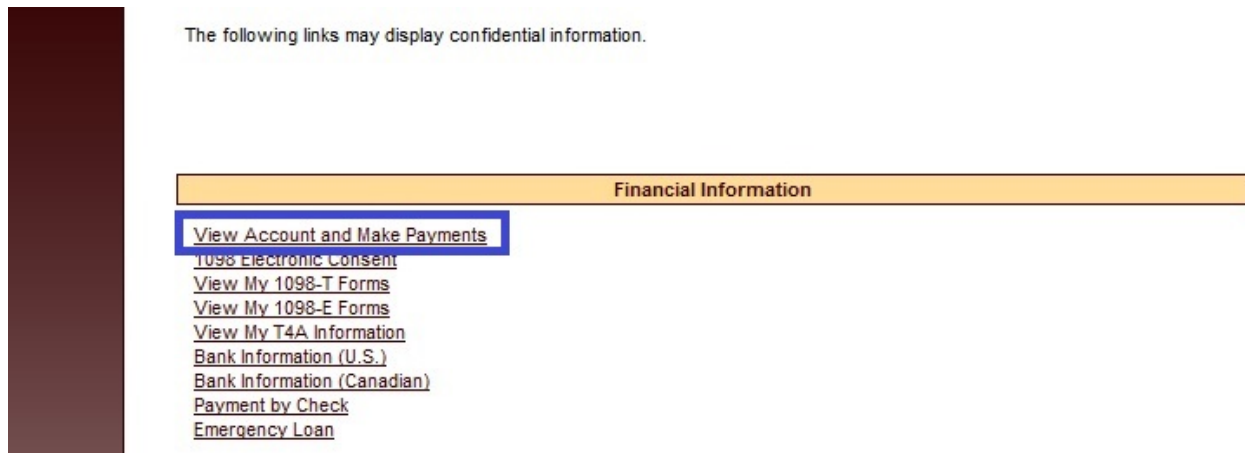 The following links may display confidential information.
Financial Information
View Account and Make Payments
1098 Electronic Consent
View My 1098-T Forms
View My 1098-E Forms
View My T4A Information
Bank Information (U.S.)
Bank Information (Canadian)
Payment by Check
Emergency Loan